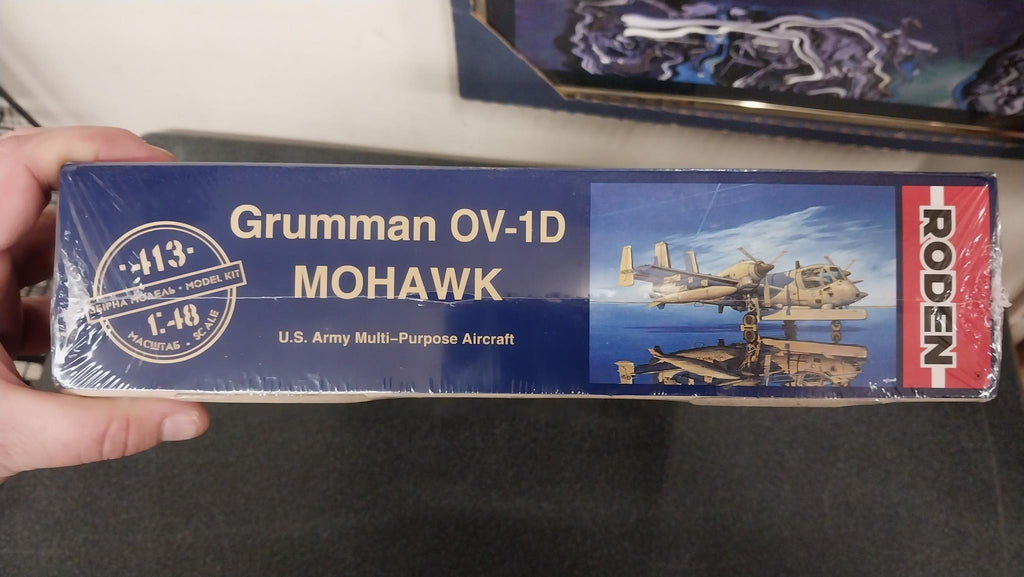 ·413·
ЗБІРНА МОДЕЛЬ · MODEL KIT
1:48
МАСШТАБ · SCALE
Grumman OV-1D
MOHAWK
U.S. Army Multi-Purpose Aircraft
RODEN